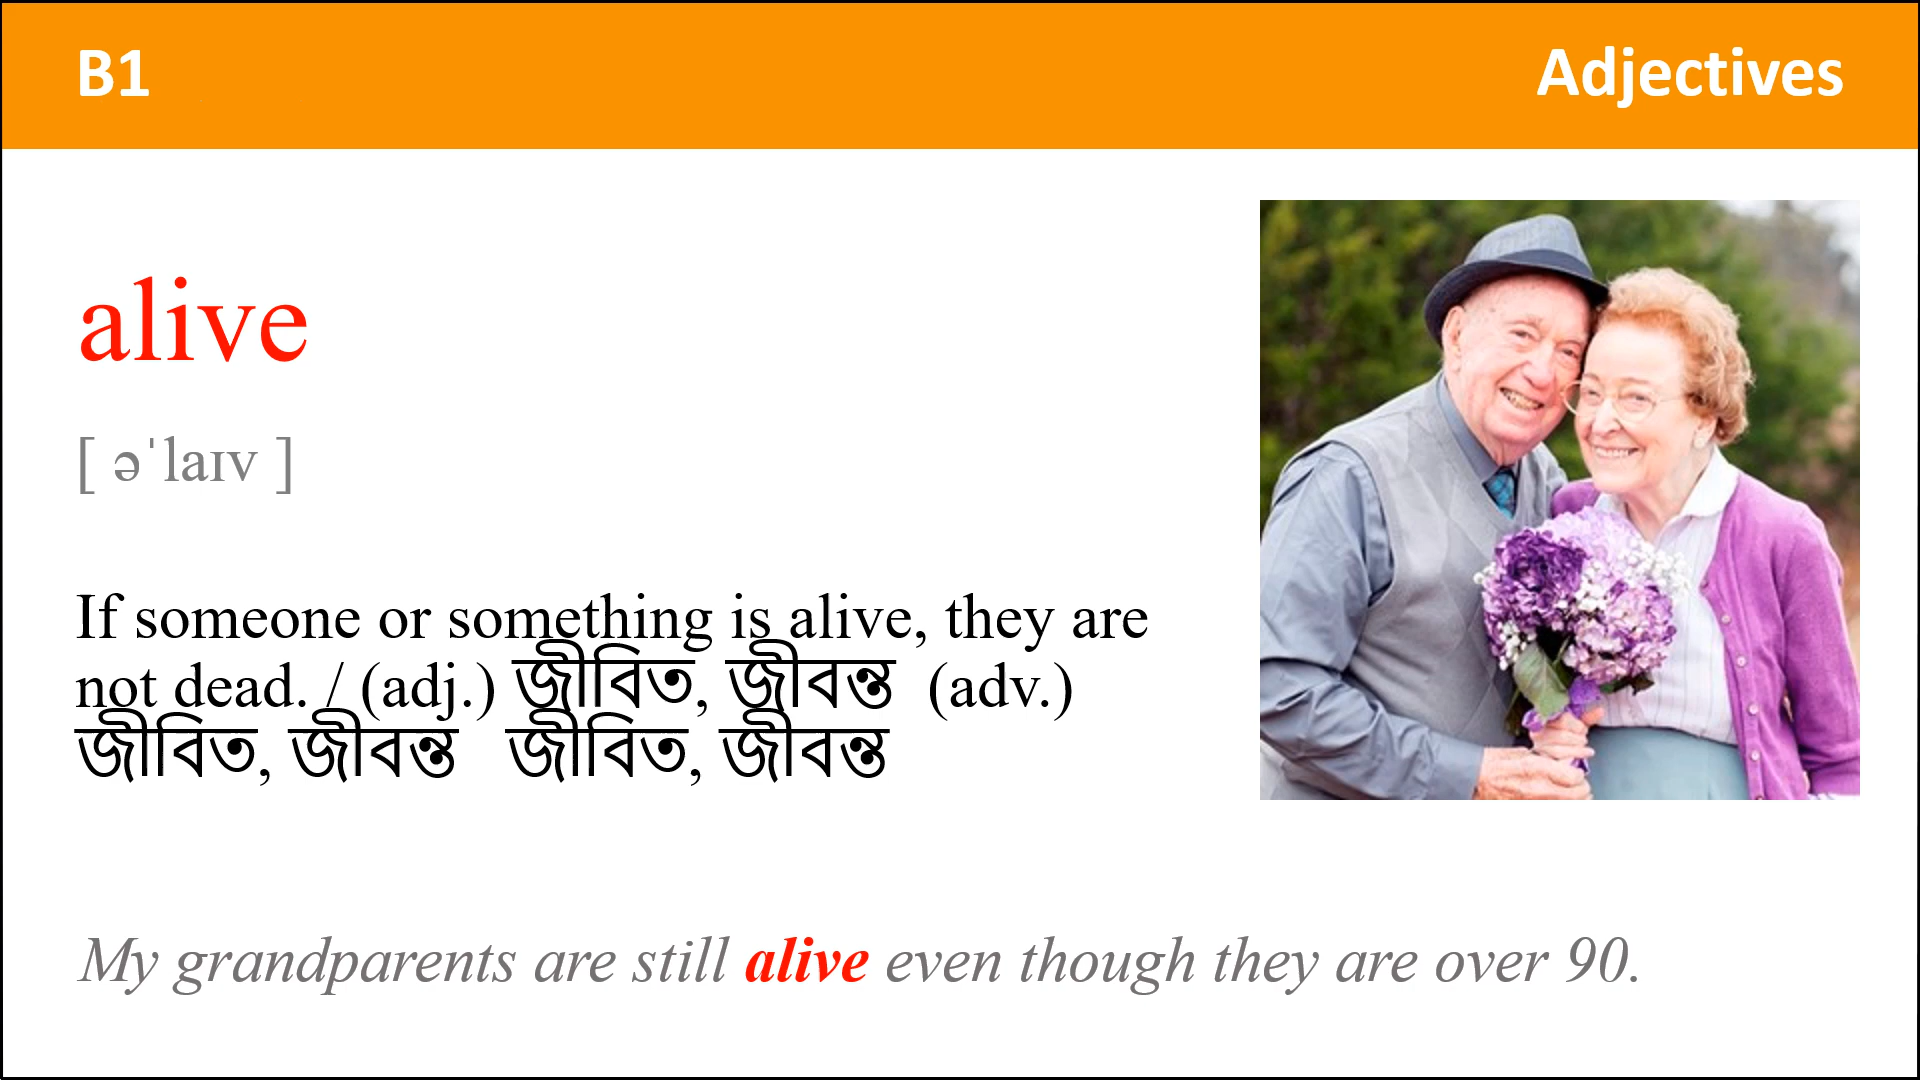 B1
Adjectives
alive
[ əˈlaɪv ]
If someone or something is alive, they are
not dead. / (adj.) জীবিত, জীবন্ত (adv.)
জীবিত, জীবন্ত জীবিত, জীবন্ত
My grandparents are still alive even though they are over 90.